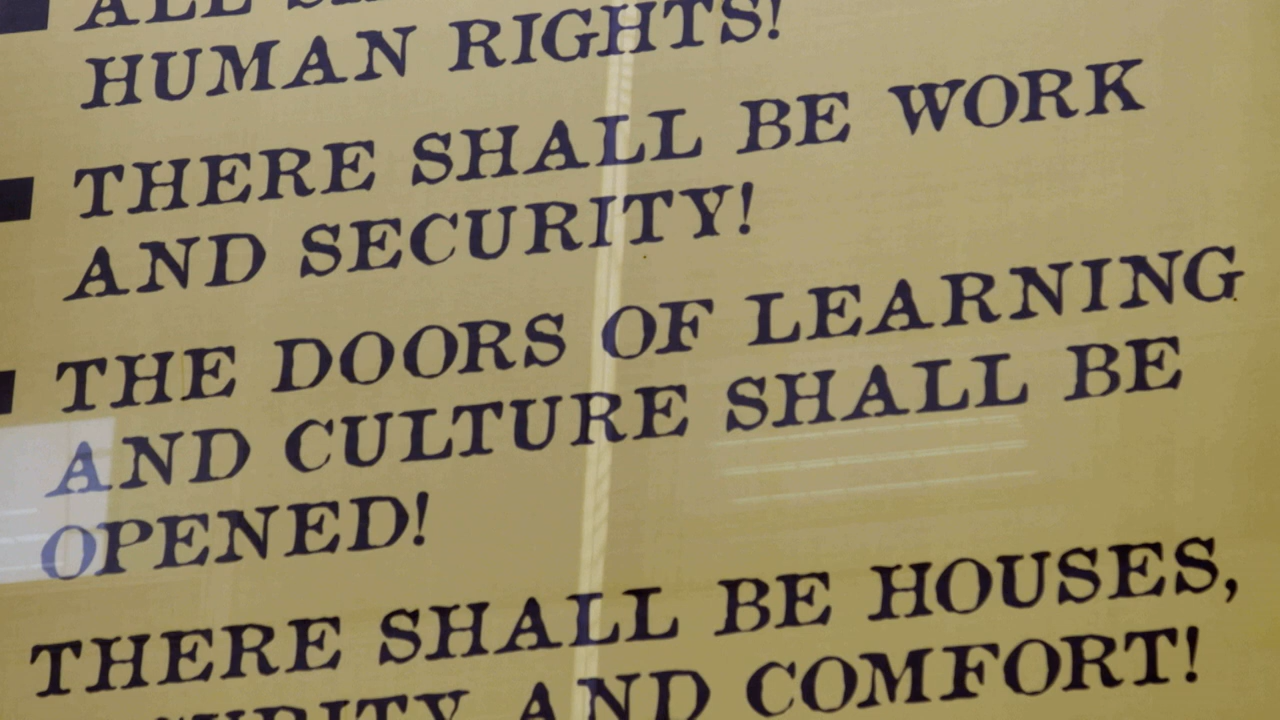 ALL
HUMAN RIGHTS!
THERE SHALL BE WORK
AND SECURITY!
THE DOORS OF LEARNING
AND CULTURE SHALL BE
OPENED!
THERE SHALL BE HOUSES,
AND COMFORT!